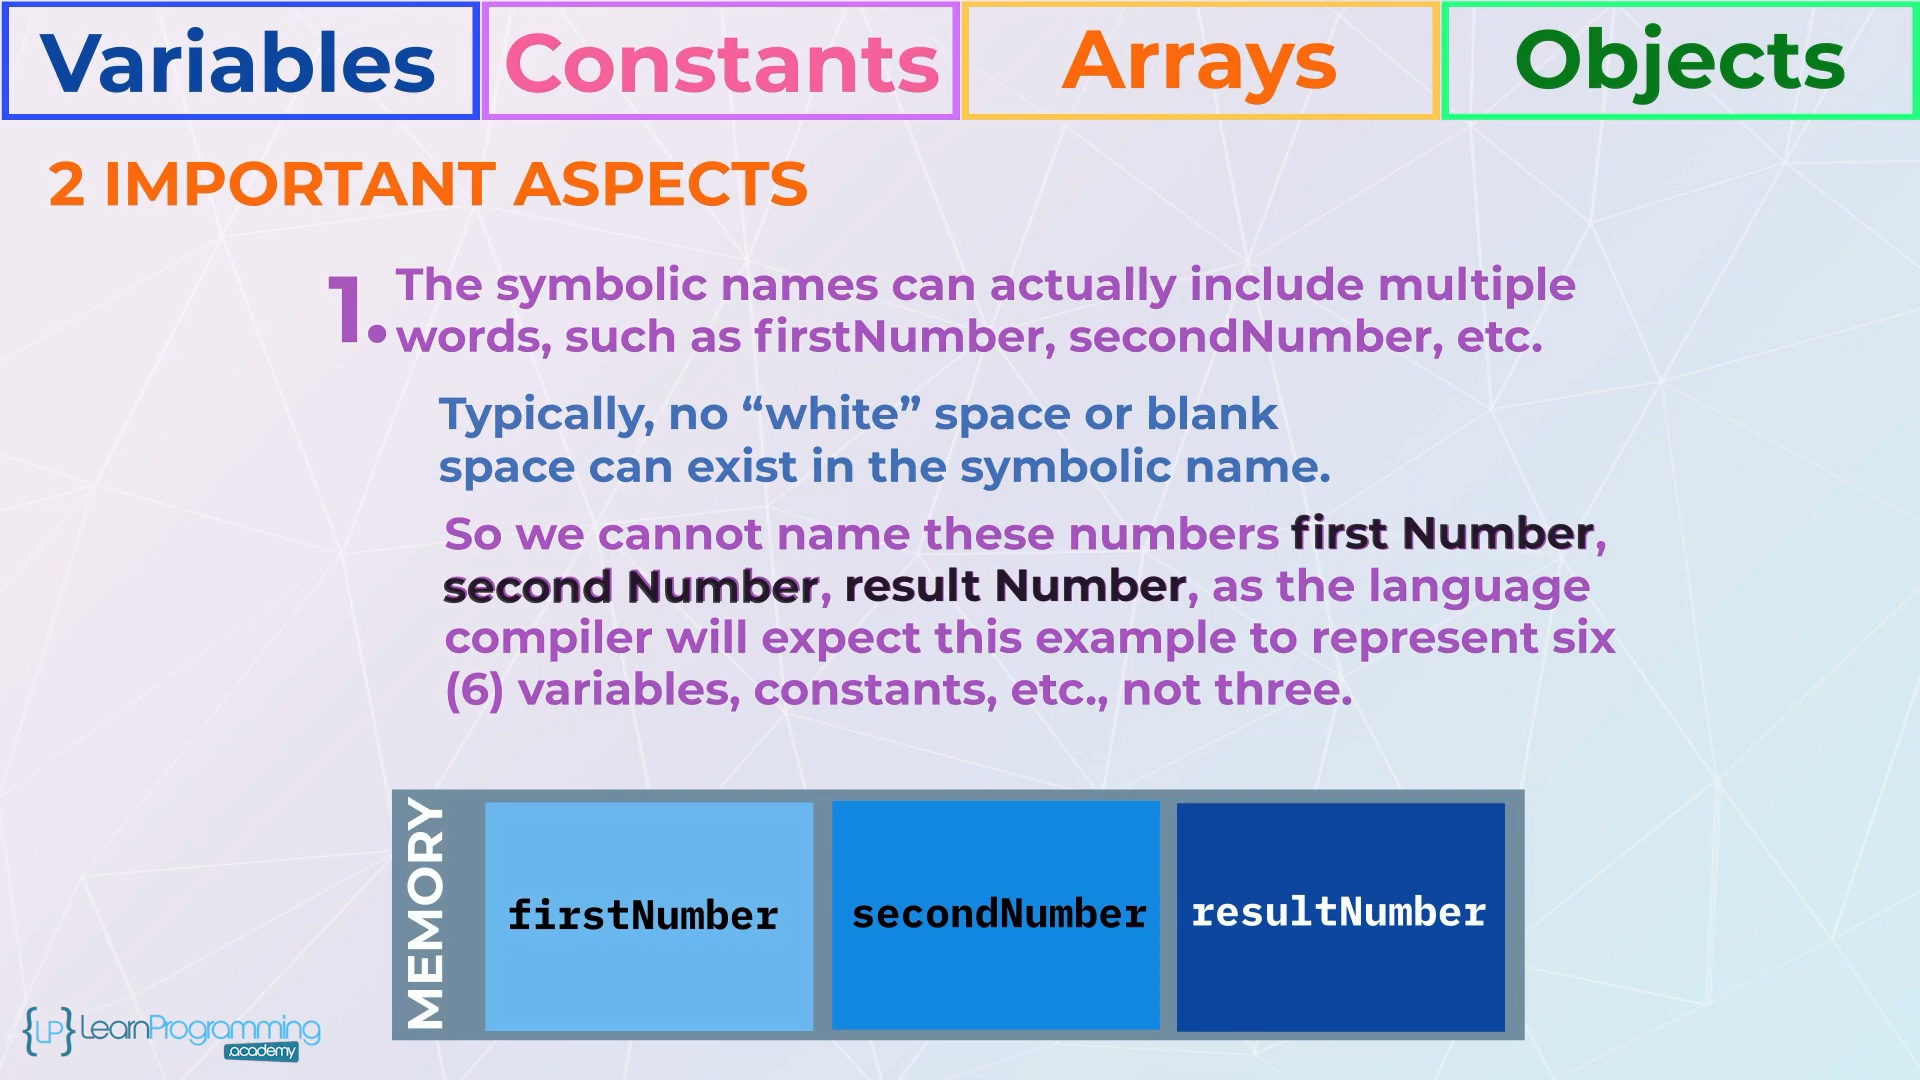 Variables Constants Arrays Objects
2 IMPORTANT ASPECTS
1. The symbolic names can actually include multiple
words, such as firstNumber, secondNumber, etc.
Typically, no “white” space or blank
space can exist in the symbolic name.
So we cannot name these numbers first Number,
second Number, result Number, as the language
compiler will expect this example to represent six
(6) variables, constants, etc., not three.
MEMORY
firstNumber secondNumber resultNumber
{LP} LearnProgramming
.academy